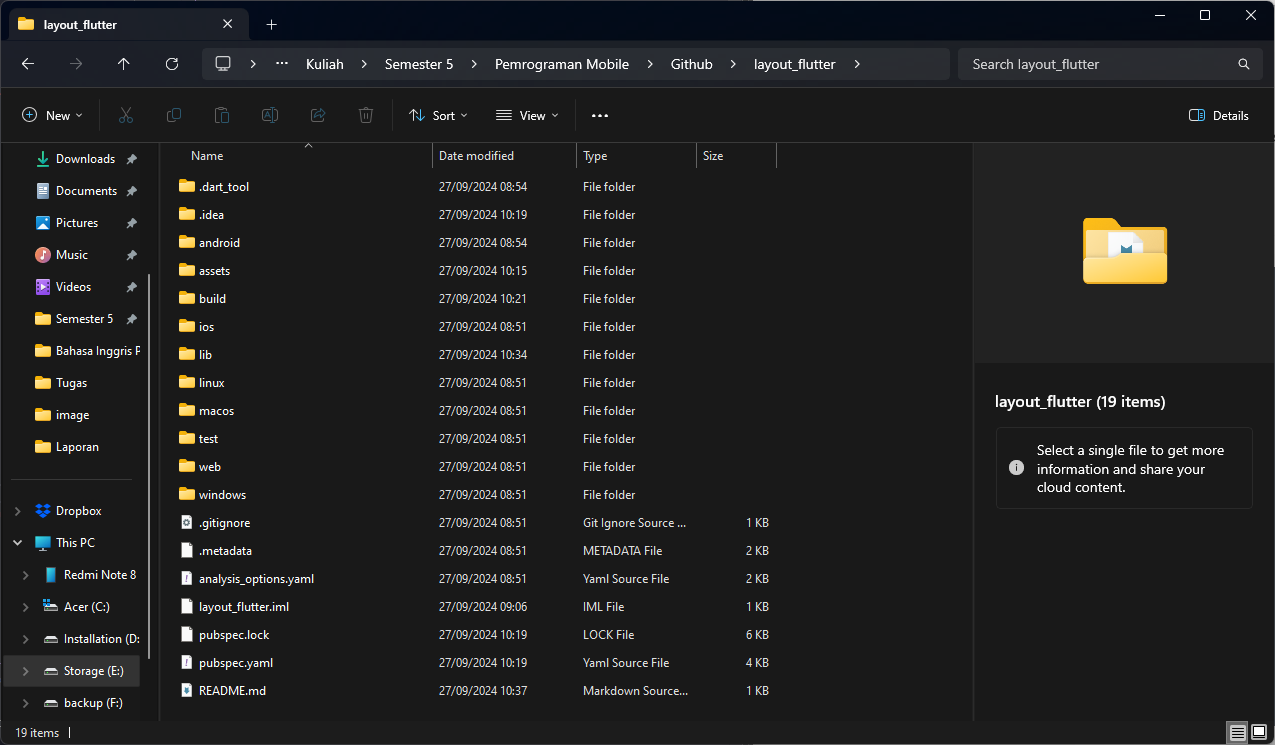 layout_flutter
Kuliah > Semester 5 > Pemrograman Mobile > Github > layout_flutter >
Search layout_flutter
New
Sort
View
Details
Downloads
Documents
Pictures
Music
Videos
Semester 5
Bahasa Inggris P
Tugas
image
Laporan
Dropbox
This PC
Redmi Note 8
Acer (C:)
Installation (D:
Storage (E:)
backup (F:)
Name Date modified Type Size
.dart_tool 27/09/2024 08:54 File folder
.idea 27/09/2024 10:19 File folder
android 27/09/2024 08:54 File folder
assets 27/09/2024 10:15 File folder
build 27/09/2024 10:21 File folder
ios 27/09/2024 08:51 File folder
lib 27/09/2024 10:34 File folder
linux 27/09/2024 08:51 File folder
macos 27/09/2024 08:51 File folder
test 27/09/2024 08:51 File folder
web 27/09/2024 08:51 File folder
windows 27/09/2024 08:51 File folder
.gitignore 27/09/2024 08:51 Git Ignore Source ... 1 KB
.metadata 27/09/2024 08:51 METADATA File 2 KB
analysis_options.yaml 27/09/2024 08:51 Yaml Source File 2 KB
layout_flutter.iml 27/09/2024 09:06 IML File 1 KB
pubspec.lock 27/09/2024 10:19 LOCK File 6 KB
pubspec.yaml 27/09/2024 10:19 Yaml Source File 4 KB
README.md 27/09/2024 10:37 Markdown Source... 1 KB
layout_flutter (19 items)
Select a single file to get more
information and share your
cloud content.
19 items